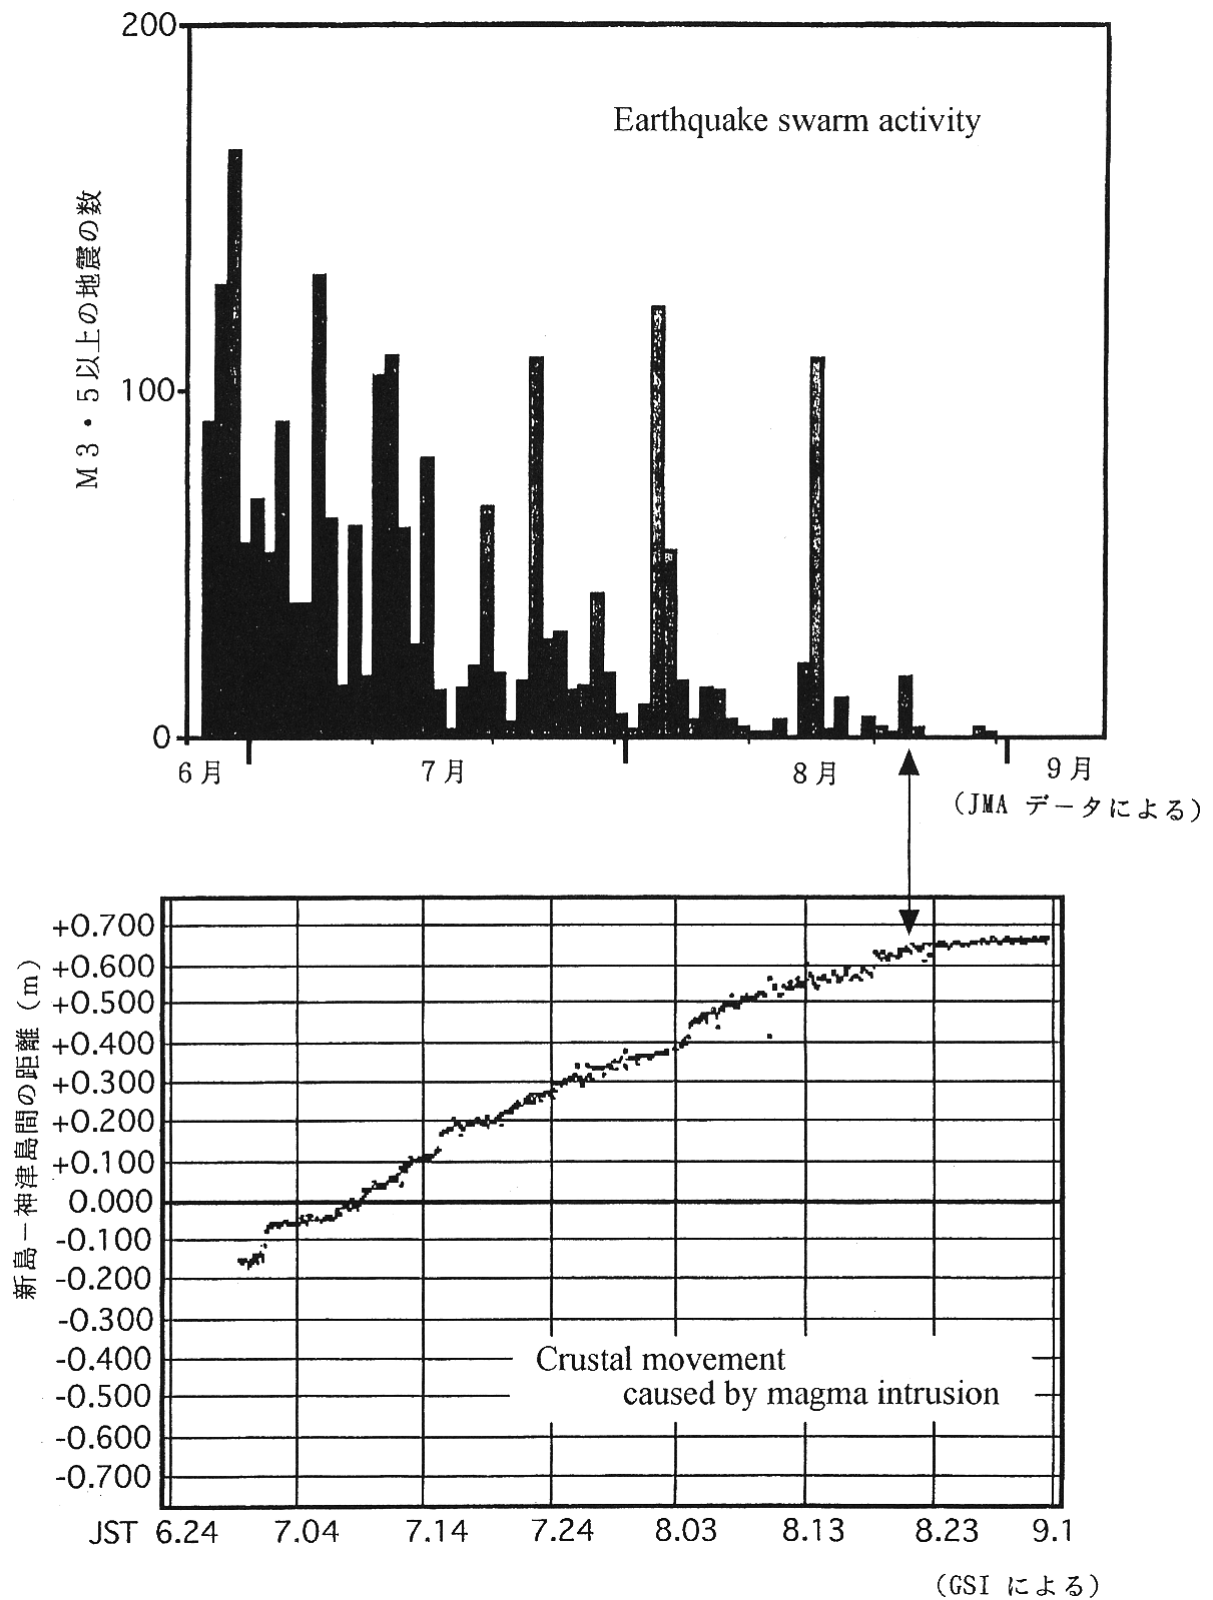 200
Earthquake swarm activity
M3・5以上の地震の数
100
0
6月
7月
8月
9月
(JMA データによる)
+0.700
+0.600
+0.500
+0.400
+0.300
+0.200
+0.100
0.000
-0.100
-0.200
-0.300
-0.400
-0.500
-0.600
-0.700
新島－神津島間の距離 (m)
Crustal movement
caused by magma intrusion
JST 6.24 7.04 7.14 7.24 8.03 8.13 8.23 9.1
(GSI による)